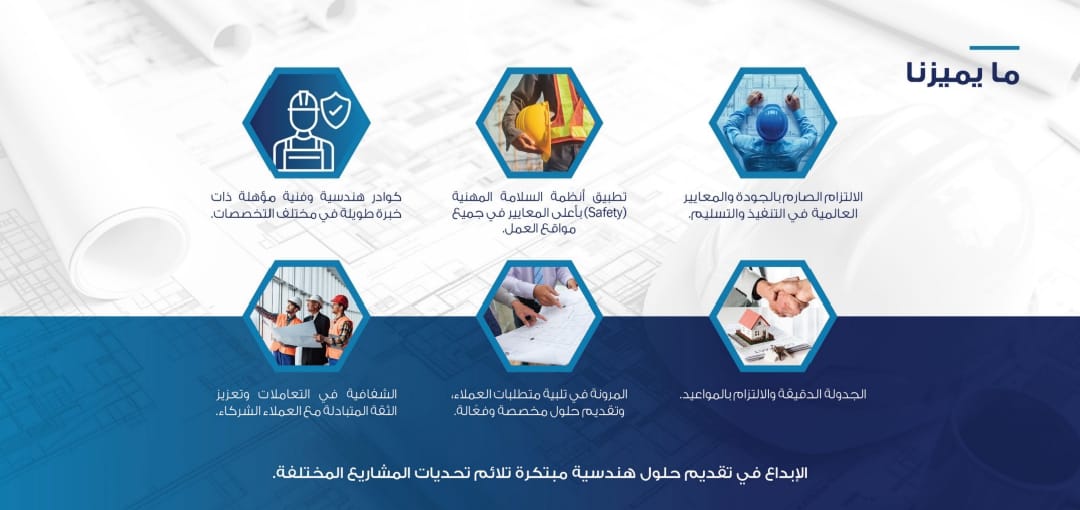 ما يميزنا
الالتزام الصارم بالجودة والمعايير
العالمية في التنفيذ والتسليم.
تطبيق أنظمة السلامة المهنية
(Safety) بأعلى المعايير في جميع
مواقع العمل.
كوادر هندسية وفنية مؤهلة ذات
خبرة طويلة في مختلف التخصصات.
الجدولة الدقيقة والالتزام بالمواعيد.
المرونة في تلبية متطلبات العملاء،
وتقديم حلول مخصصة وفعّالة.
الشفافية في التعاملات وتعزيز
الثقة المتبادلة مع العملاء الشركاء.
الإبداع في تقديم حلول هندسية مبتكرة تلائم تحديات المشاريع المختلفة.